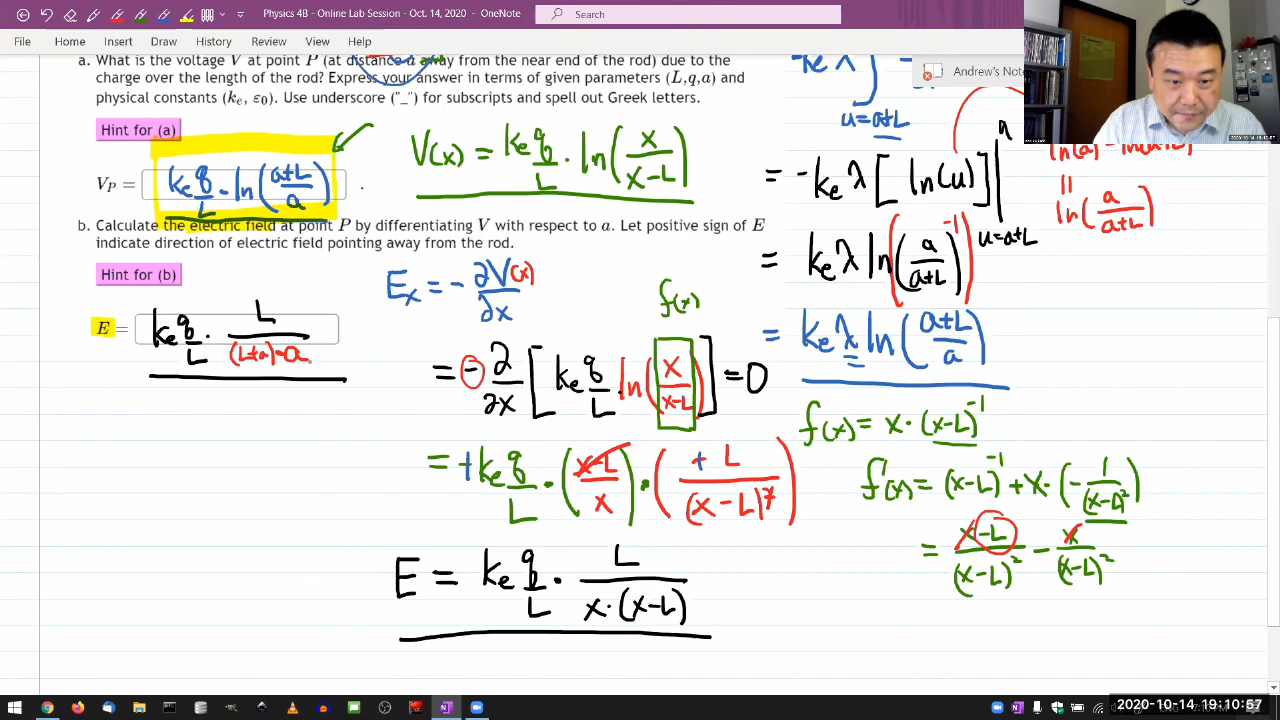 Physics 4B - Online Lab Session - Oct. 14, 2020 - OneNote
Search
File Home Insert Draw History Review View Help
Andrew's Note
a. What is the voltage V at point P (at distance a away from the near end of the rod) due to the
charge over the length of the rod? Express your answer in terms of given parameters (L,q,a) and
physical constants (k_e, ε_0). Use underscore ("_") for subscripts and spell out Greek letters.
Hint for (a)
V_P = k_e q/L · ln((a+L)/a) .
V(x) = k_e q/L · ln(x/(x-L))
b. Calculate the electric field at point P by differentiating V with respect to a. Let positive sign of E
indicate direction of electric field pointing away from the rod.
Hint for (b)
E = k_e q/L · L/((L+a)·a)
E_x = - ∂V(x)/∂x
f(x)
= - ∂/∂x [k_e q/L · ln(x/(x-L))] = 0
= + k_e q/L · ((x-L)/x) · (+L/(x-L)^2)
E = k_e q/L · L/(x·(x-L))
-k_e λ ∫
u=a+L
= -k_e λ [ln(u)] |^a u=a+L
ln(a) - ln(a+L)
||
ln(a/(a+L))
= k_e λ ln(a/(a+L))^-1
= k_e λ ln((a+L)/a)
f(x) = x·(x-L)^-1
f'(x) = (x-L)^-1 + x·(-1/(x-L)^2)
= (x-L)/(x-L)^2 - x/(x-L)^2
2020-10-14 19:10:57